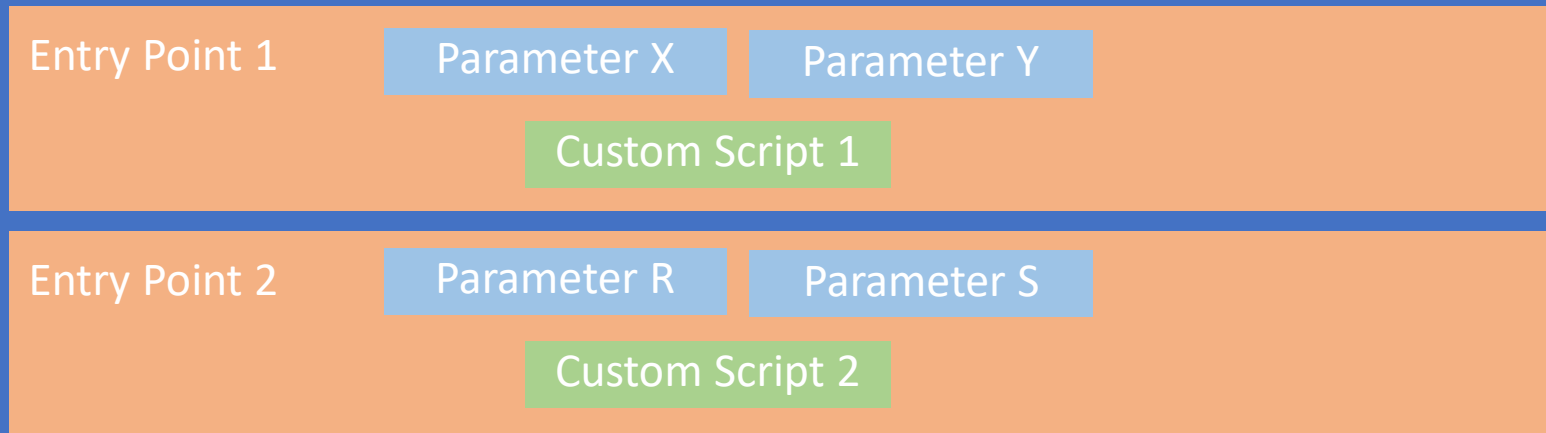 Entry Point 1
Parameter X
Parameter Y
Custom Script 1
Entry Point 2
Parameter R
Parameter S
Custom Script 2